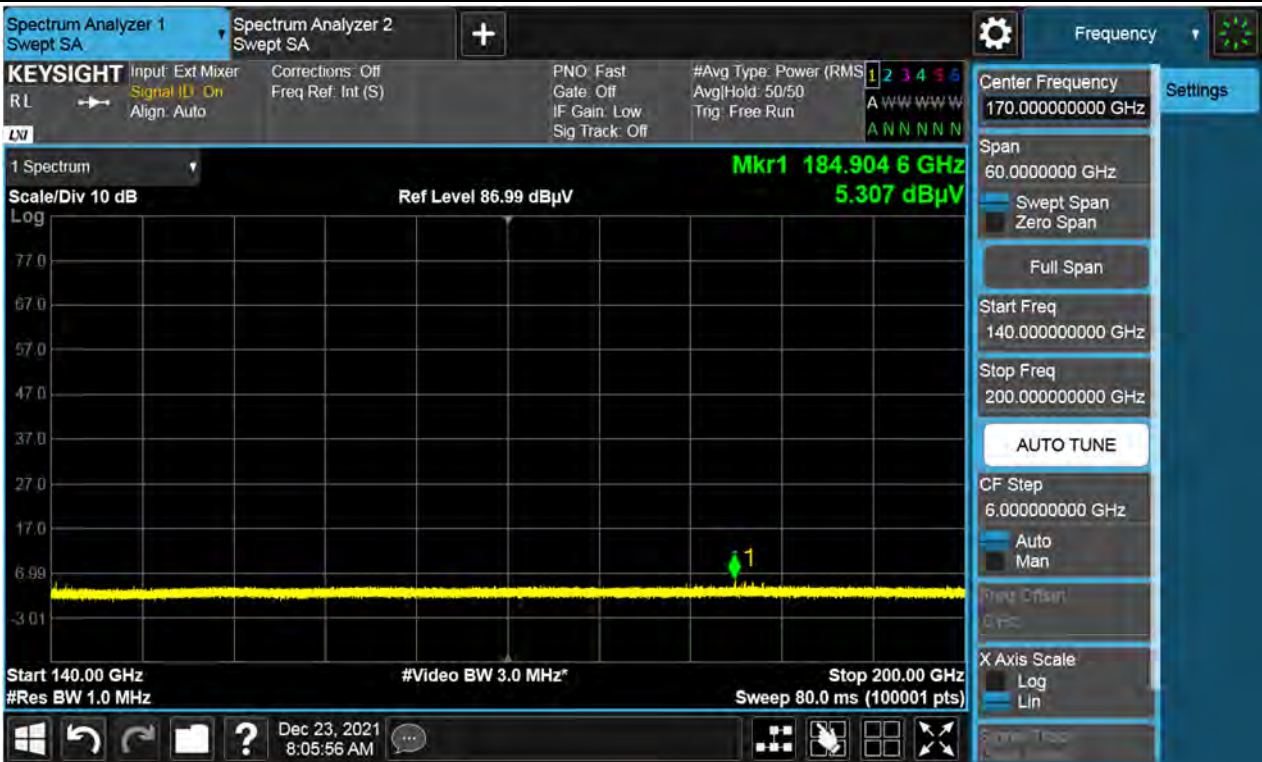 Spectrum Analyzer 1
Swept SA
Spectrum Analyzer 2
Swept SA
+
Frequency
KEYSIGHT
RL
LXI
Input: Ext Mixer
Signal ID: On
Align: Auto
Corrections: Off
Freq Ref: Int (S)
PNO: Fast
Gate: Off
IF Gain: Low
Sig Track: Off
#Avg Type: Power (RMS
Avg|Hold: 50/50
Trig: Free Run
1 2 3 4 5 6
A W W W W W
A N N N N N
Settings
1 Spectrum
Scale/Div 10 dB
Log
Ref Level 86.99 dBµV
Mkr1 184.904 6 GHz
5.307 dBµV
77.0
67.0
57.0
47.0
37.0
27.0
17.0
6.99
-3.01
1
Start 140.00 GHz
#Res BW 1.0 MHz
#Video BW 3.0 MHz*
Stop 200.00 GHz
Sweep 80.0 ms (100001 pts)
Center Frequency
170.000000000 GHz
Span
60.0000000 GHz
Swept Span
Zero Span
Full Span
Start Freq
140.000000000 GHz
Stop Freq
200.000000000 GHz
AUTO TUNE
CF Step
6.000000000 GHz
Auto
Man
Freq Offset
0 Hz
X Axis Scale
Log
Lin
?
Dec 23, 2021
8:05:56 AM